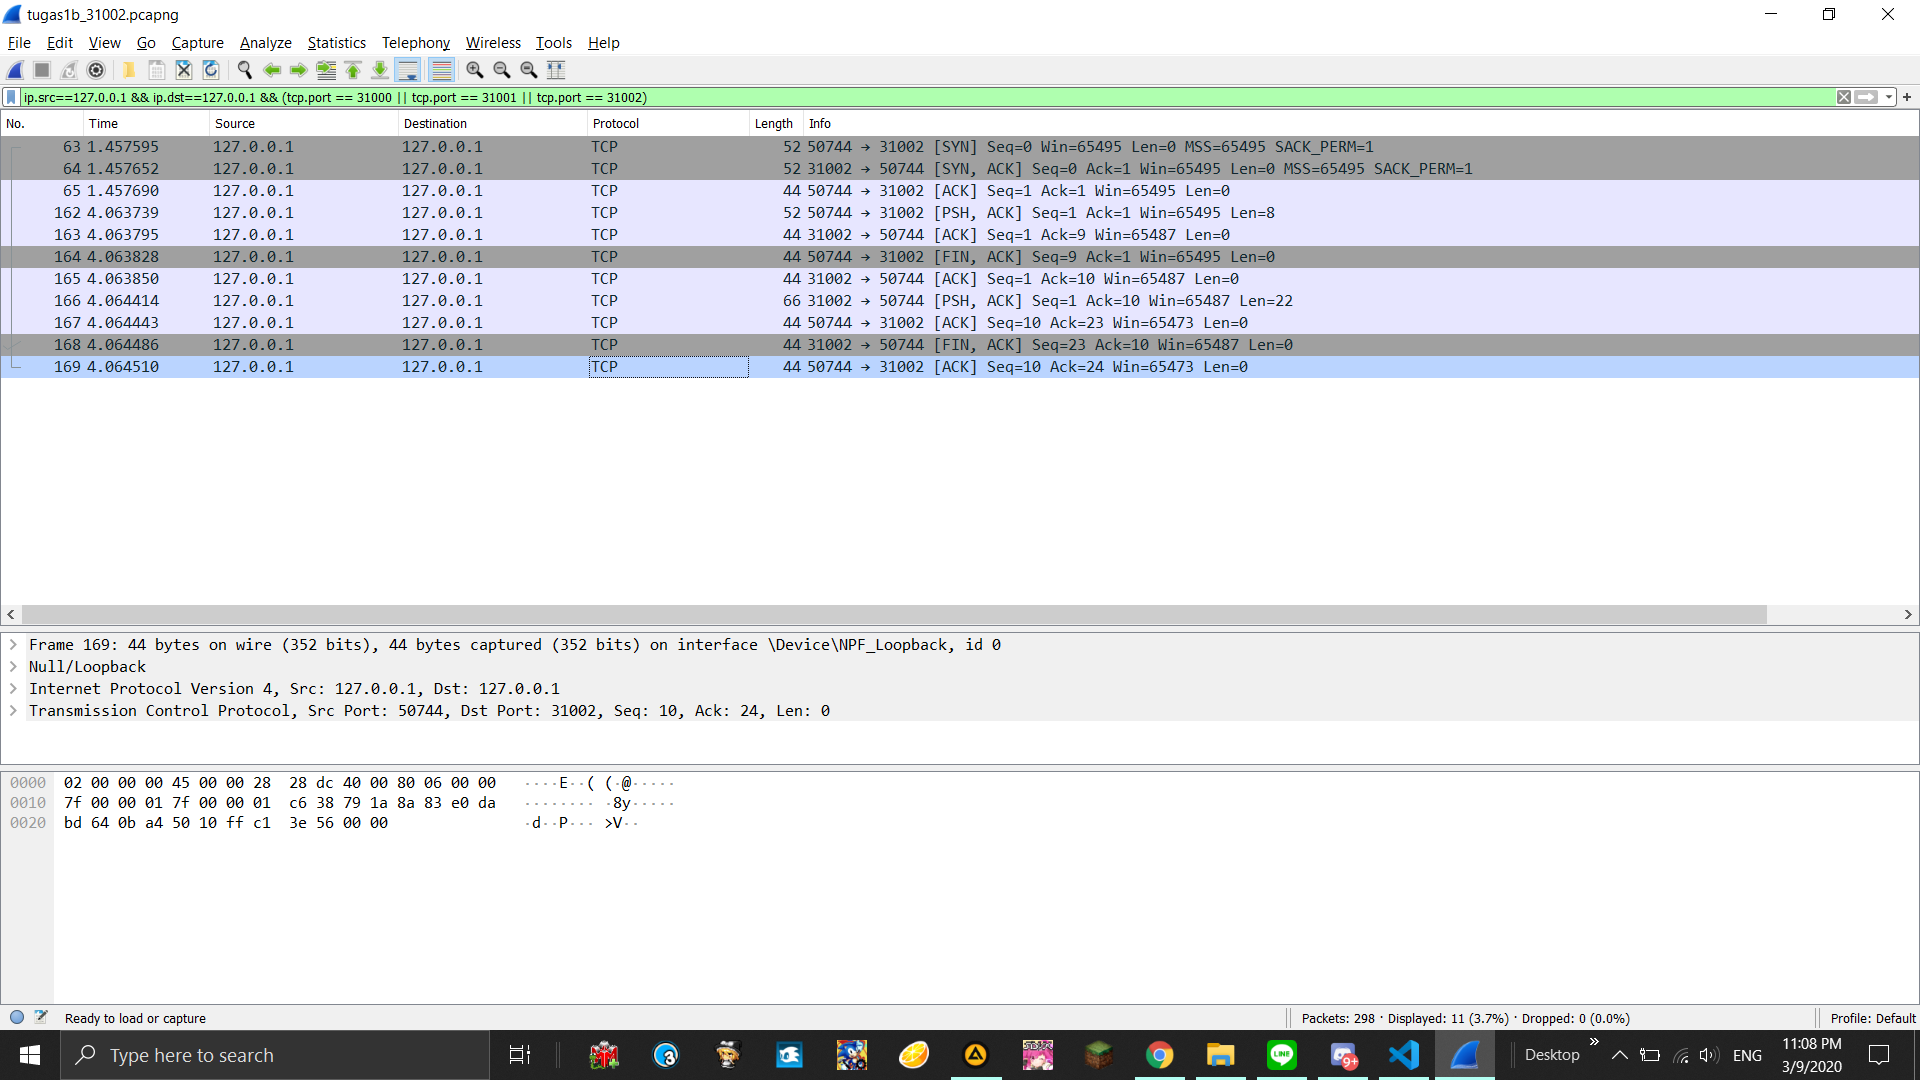 tugas1b_31002.pcapng
File Edit View Go Capture Analyze Statistics Telephony Wireless Tools Help
ip.src==127.0.0.1 && ip.dst==127.0.0.1 && (tcp.port == 31000 || tcp.port == 31001 || tcp.port == 31002)
No. Time Source Destination Protocol Length Info
63 1.457595 127.0.0.1 127.0.0.1 TCP 52 50744 → 31002 [SYN] Seq=0 Win=65495 Len=0 MSS=65495 SACK_PERM=1
64 1.457652 127.0.0.1 127.0.0.1 TCP 52 31002 → 50744 [SYN, ACK] Seq=0 Ack=1 Win=65495 Len=0 MSS=65495 SACK_PERM=1
65 1.457690 127.0.0.1 127.0.0.1 TCP 44 50744 → 31002 [ACK] Seq=1 Ack=1 Win=65495 Len=0
162 4.063739 127.0.0.1 127.0.0.1 TCP 52 50744 → 31002 [PSH, ACK] Seq=1 Ack=1 Win=65495 Len=8
163 4.063795 127.0.0.1 127.0.0.1 TCP 44 31002 → 50744 [ACK] Seq=1 Ack=9 Win=65487 Len=0
164 4.063828 127.0.0.1 127.0.0.1 TCP 44 50744 → 31002 [FIN, ACK] Seq=9 Ack=1 Win=65495 Len=0
165 4.063850 127.0.0.1 127.0.0.1 TCP 44 31002 → 50744 [ACK] Seq=1 Ack=10 Win=65487 Len=0
166 4.064414 127.0.0.1 127.0.0.1 TCP 66 31002 → 50744 [PSH, ACK] Seq=1 Ack=10 Win=65487 Len=22
167 4.064443 127.0.0.1 127.0.0.1 TCP 44 50744 → 31002 [ACK] Seq=10 Ack=23 Win=65473 Len=0
168 4.064486 127.0.0.1 127.0.0.1 TCP 44 31002 → 50744 [FIN, ACK] Seq=23 Ack=10 Win=65487 Len=0
169 4.064510 127.0.0.1 127.0.0.1 TCP 44 50744 → 31002 [ACK] Seq=10 Ack=24 Win=65473 Len=0
Frame 169: 44 bytes on wire (352 bits), 44 bytes captured (352 bits) on interface \Device\NPF_Loopback, id 0
Null/Loopback
Internet Protocol Version 4, Src: 127.0.0.1, Dst: 127.0.0.1
Transmission Control Protocol, Src Port: 50744, Dst Port: 31002, Seq: 10, Ack: 24, Len: 0
0000 02 00 00 00 45 00 00 28 28 dc 40 00 80 06 00 00 ····E··( (·@·····
0010 7f 00 00 01 7f 00 00 01 c6 38 79 1a 8a 83 e0 da ········ ·8y·····
0020 bd 64 0b a4 50 10 ff c1 3e 56 00 00 ·d··P··· >V··
Ready to load or capture
Packets: 298 · Displayed: 11 (3.7%) · Dropped: 0 (0.0%)
Profile: Default
Type here to search
9+
LINE
Desktop
ENG
11:08 PM
3/9/2020